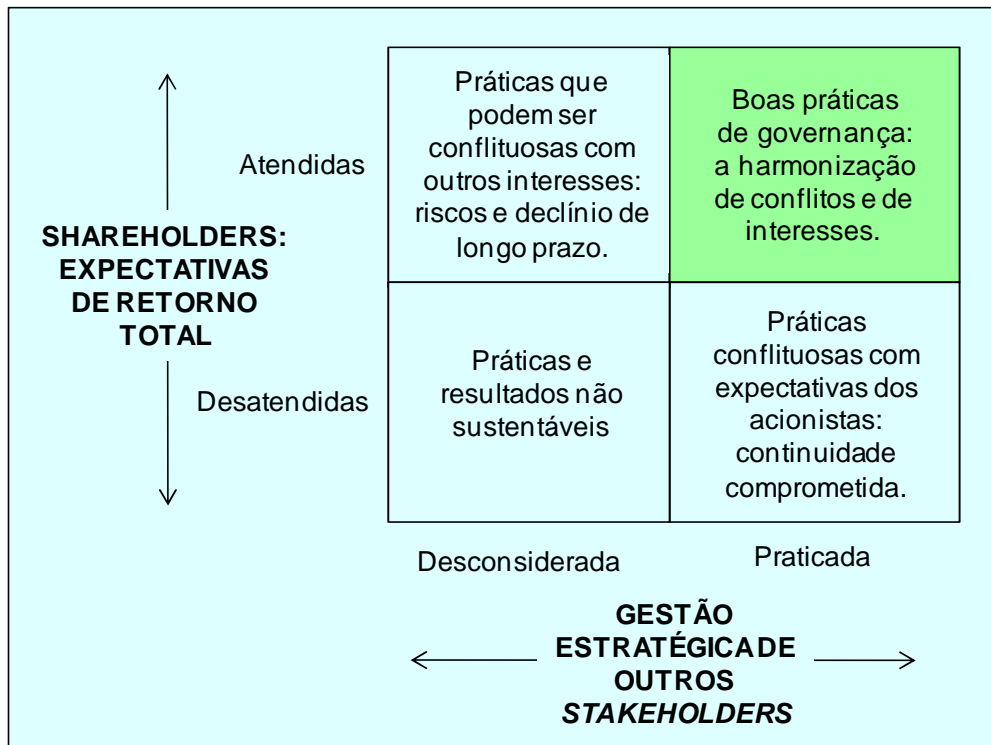 Práticas que
podem ser
conflituosas com
outros interesses:
riscos e declínio de
longo prazo.
Boas práticas
de governança:
a harmonização
de conflitos e de
interesses.
Atendidas
SHAREHOLDERS:
EXPECTATIVAS
DE RETORNO
TOTAL
Desatendidas
Práticas e
resultados não
sustentáveis
Práticas
conflituosas com
expectativas dos
acionistas:
continuidade
comprometida.
Desconsiderada
Praticada
GESTÃO
ESTRATÉGICA DE
OUTROS
STAKEHOLDERS